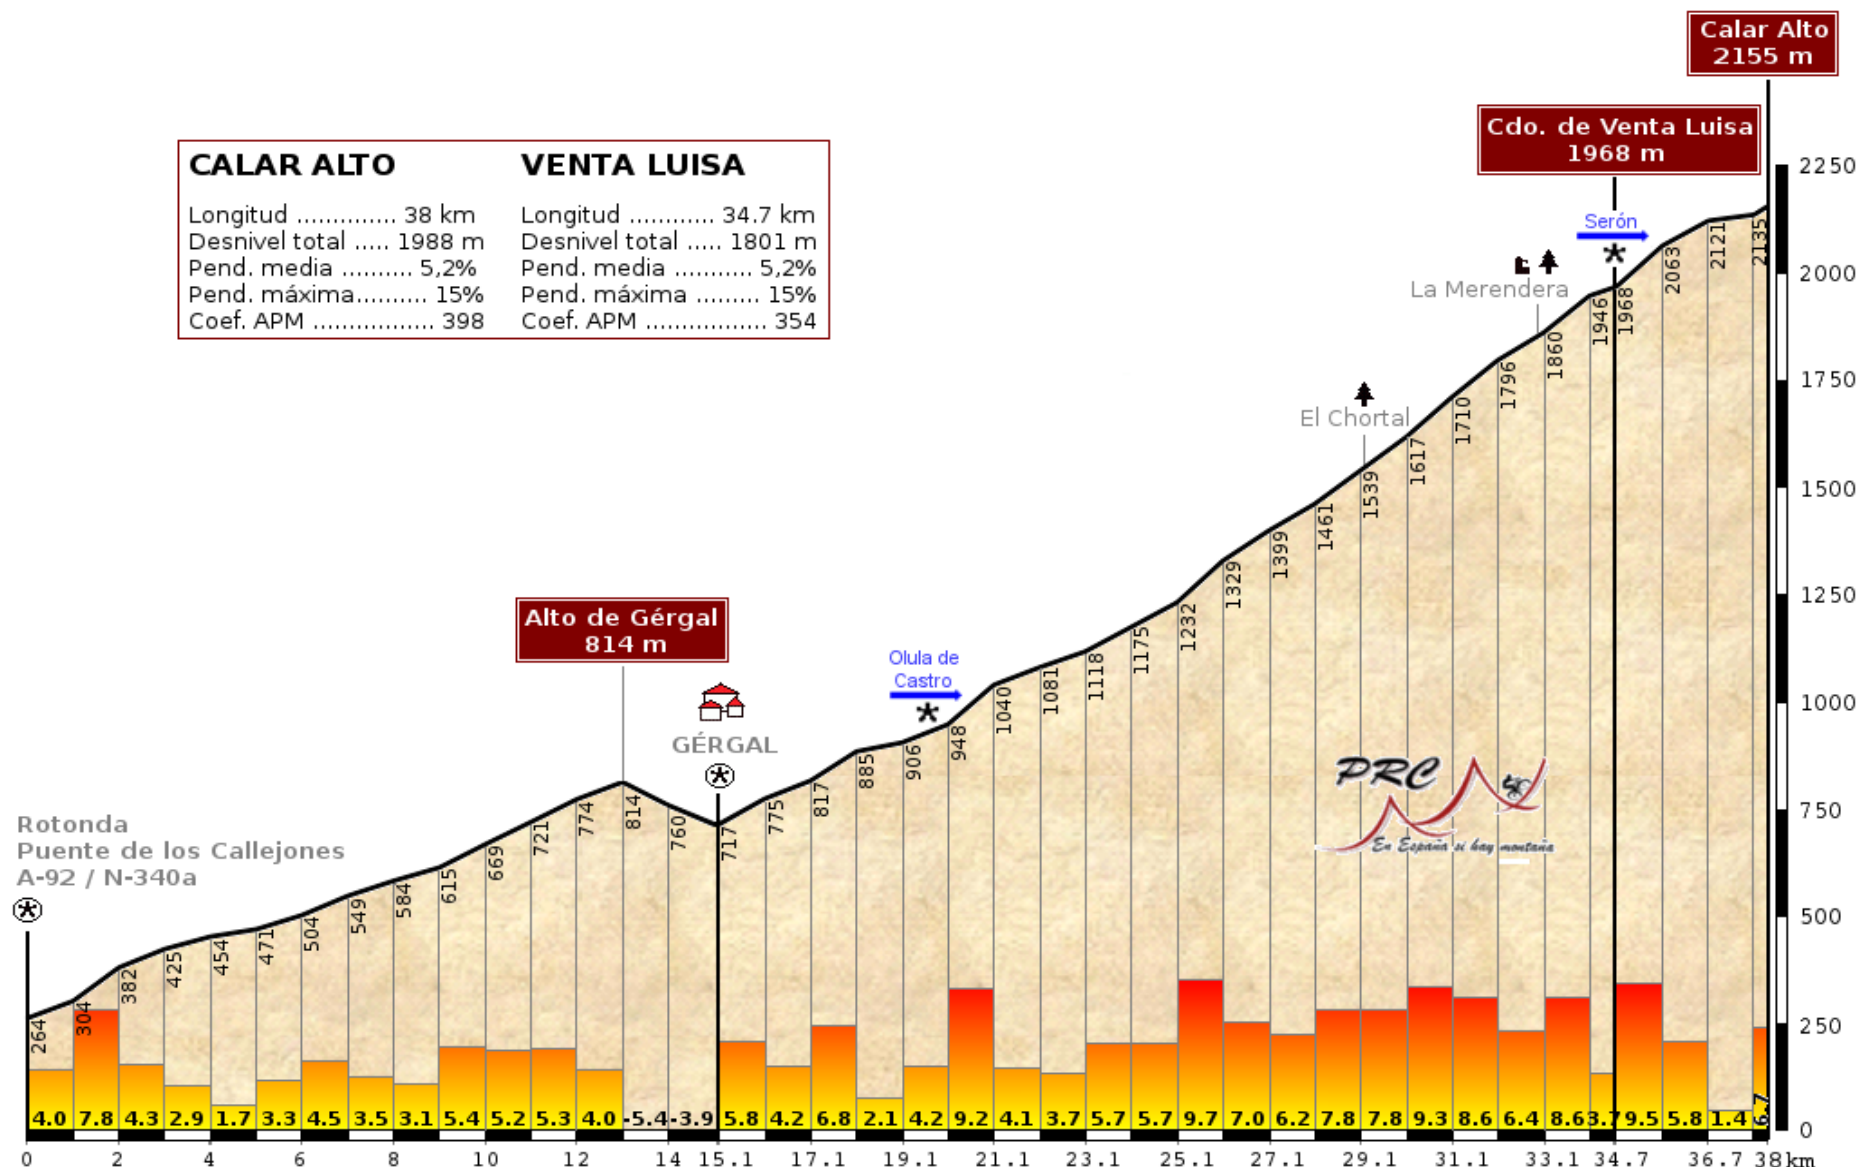 Calar Alto
2155 m
Cdo. de Venta Luisa
1968 m
CALAR ALTO
Longitud .............. 38 km
Desnivel total ..... 1988 m
Pend. media .......... 5,2%
Pend. máxima.......... 15%
Coef. APM ................. 398
VENTA LUISA
Longitud ............ 34.7 km
Desnivel total ..... 1801 m
Pend. media ......... 5,2%
Pend. máxima ......... 15%
Coef. APM ................. 354
Serón
La Merendera
El Chortal
Alto de Gérgal
814 m
Olula de
Castro
GÉRGAL
Rotonda
Puente de los Callejones
A-92 / N-340a
PRC
En España si hay montaña
264 304 382 425 454 471 504 549 584 615 669 721 774 814 760 717 775 817 885 906 948 1040 1081 1118 1175 1232 1329 1399 1461 1539 1617 1710 1796 1860 1946 1968 2063 2121 2135
2250
2000
1750
1500
1250
1000
750
500
250
0
4.0 7.8 4.3 2.9 1.7 3.3 4.5 3.5 3.1 5.4 5.2 5.3 4.0 -5.4 -3.9 5.8 4.2 6.8 2.1 4.2 9.2 4.1 3.7 5.7 5.7 9.7 7.0 6.2 7.8 7.8 9.3 8.6 6.4 8.6 3.7 9.5 5.8 1.4 6.7
0 2 4 6 8 10 12 14 15.1 17.1 19.1 21.1 23.1 25.1 27.1 29.1 31.1 33.1 34.7 36.7 38 km